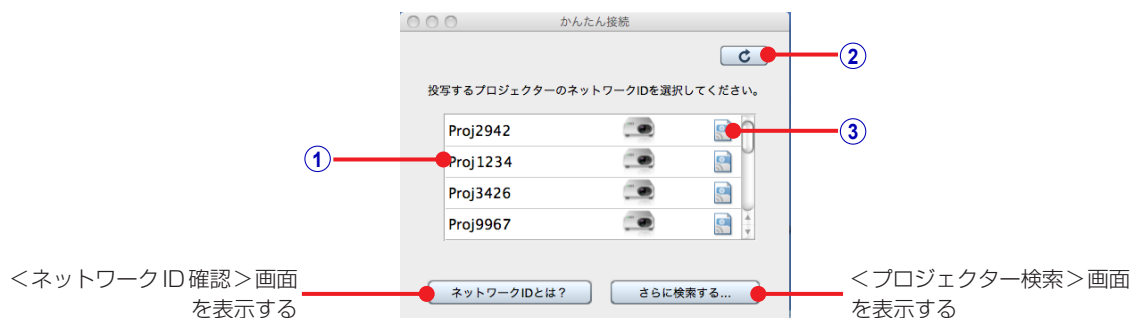 かんたん接続
②
投写するプロジェクターのネットワークIDを選択してください。
Proj2942
③
①
Proj1234
Proj3426
Proj9967
<ネットワークID確認>画面
を表示する
ネットワークIDとは?
さらに検索する...
<プロジェクター検索>画面
を表示する